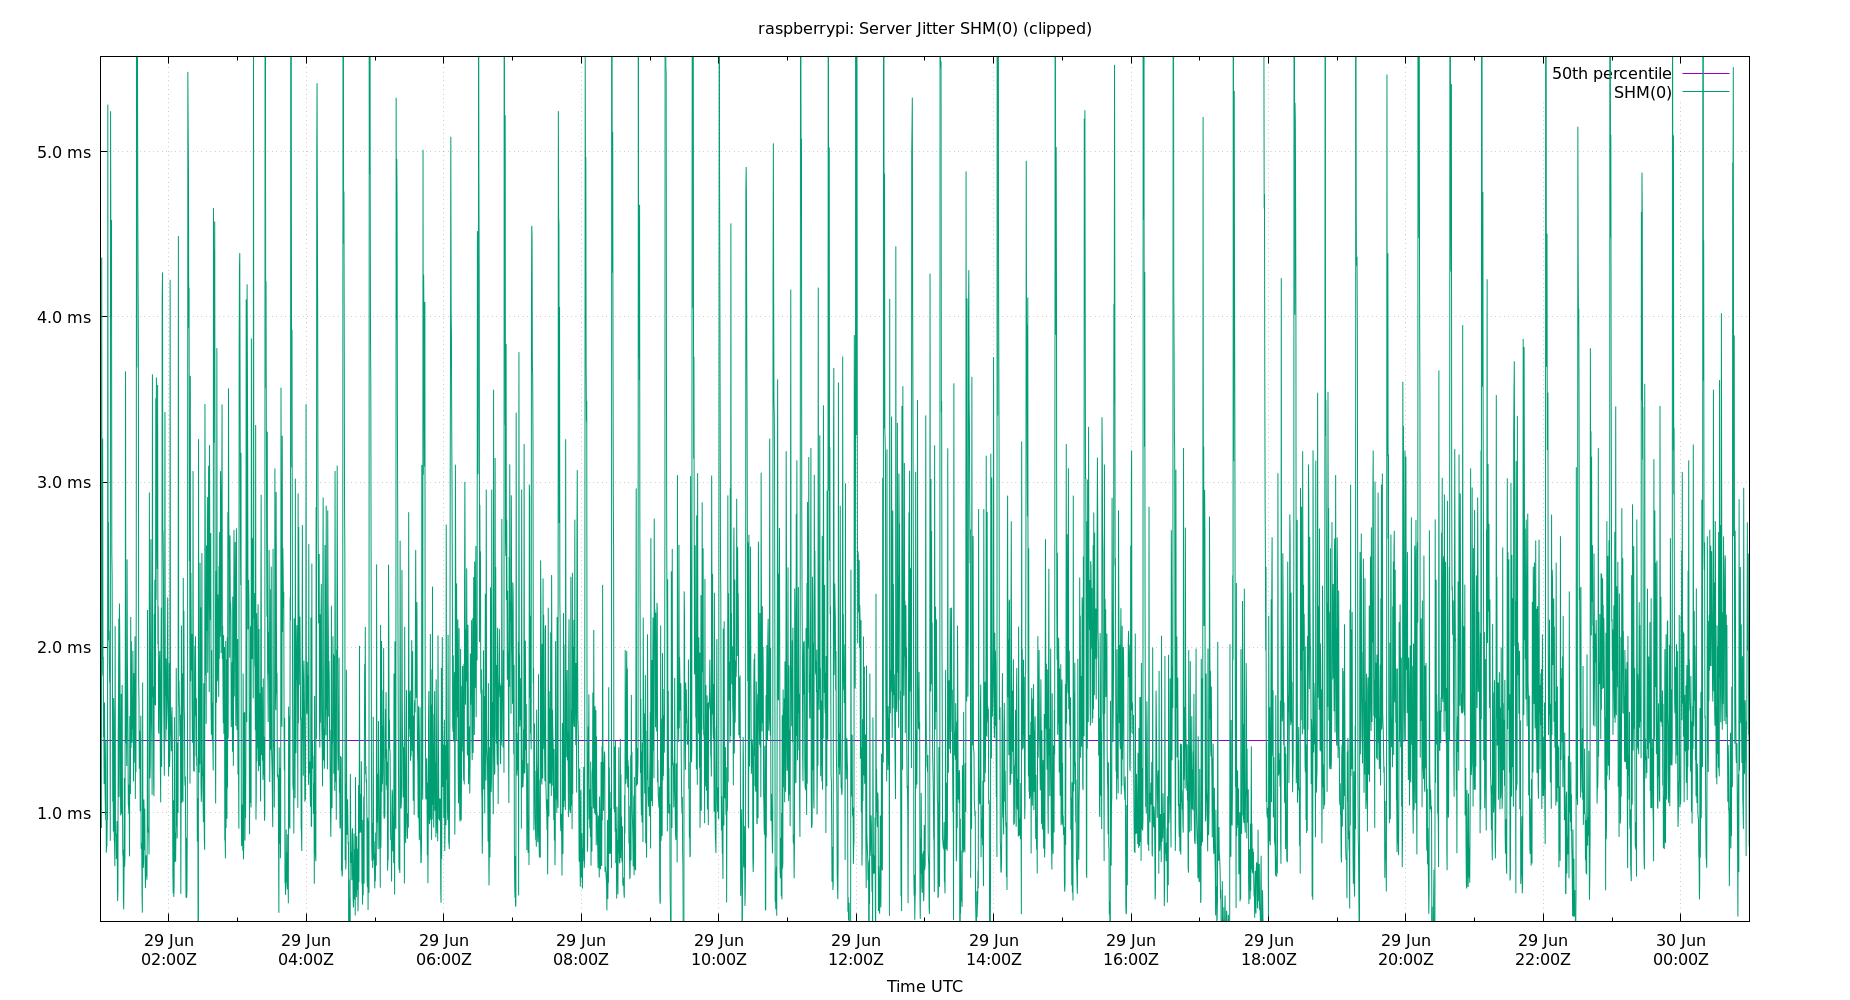 raspberrypi: Server Jitter SHM(0) (clipped)
50th percentile
SHM(0)
5.0 ms
4.0 ms
3.0 ms
2.0 ms
1.0 ms
29 Jun 29 Jun 29 Jun 29 Jun 29 Jun 29 Jun 29 Jun 29 Jun 29 Jun 29 Jun 29 Jun 30 Jun
02:00Z 04:00Z 06:00Z 08:00Z 10:00Z 12:00Z 14:00Z 16:00Z 18:00Z 20:00Z 22:00Z 00:00Z
Time UTC